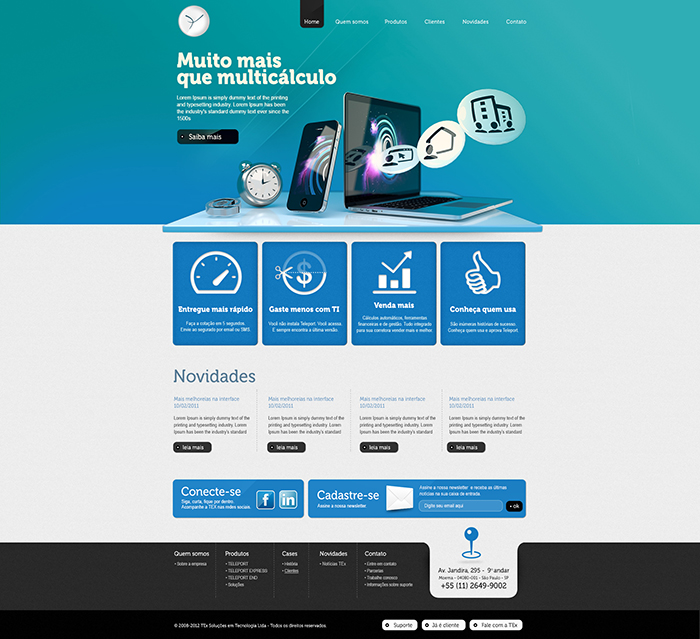 Home Quem somos Produtos Clientes Novidades Contato
Muito mais
que multicálculo
Lorem Ipsum is simply dummy text of the printing
and typesetting industry. Lorem Ipsum has been
the industry's standard dummy text ever since the
1500s
Saiba mais
Entregue mais rápido
Faça a cotação em 5 segundos.
Envie ao segurado por email ou SMS.
Gaste menos com TI
Você não instala Teleport. Você acessa.
E sempre encontra a última versão.
Venda mais
Cálculos automáticos, ferramentas
financeiras e de gestão. Tudo integrado
para sua corretora vender mais e melhor.
Conheça quem usa
São inúmeras histórias de sucesso.
Conheça quem usa e aprova Teleport.
Novidades
Mais melhoreias na interface
10/02/2011
Lorem Ipsum is simply dummy text of the
printing and typesetting industry. Lorem
Ipsum has been the industry's standard
leia mais
Mais melhoreias na interface
10/02/2011
Lorem Ipsum is simply dummy text of the
printing and typesetting industry. Lorem
Ipsum has been the industry's standard
leia mais
Mais melhoreias na interface
10/02/2011
Lorem Ipsum is simply dummy text of the
printing and typesetting industry. Lorem
Ipsum has been the industry's standard
leia mais
Mais melhoreias na interface
10/02/2011
Lorem Ipsum is simply dummy text of the
printing and typesetting industry. Lorem
Ipsum has been the industry's standard
leia mais
Conecte-se
Siga, curta, fique por dentro.
Acompanhe a TEX nas redes sociais.
f in
Cadastre-se
Assine a nossa newsletter
Assine a nossa newsletter e receba as últimas
notícias na sua caixa de entrada.
Digite seu email aqui
ok
Quem somos
• Sobre a empresa
Produtos
• TELEPORT
• TELEPORT EXPRESS
• TELEPORT END
• Soluções
Cases
• História
• Clientes
Novidades
• Notícias TEx
Contato
• Entre em contato
• Parcerias
• Trabalhe conosco
• Informações sobre suporte
Av. Jandira, 295 - 9º andar
Moema - 04080-001 - São Paulo - SP
+55 (11) 2649-9002
© 2008-2012 TEx Soluções em Tecnologia Ltda - Todos os direitos reservados.
Suporte
Já é cliente
Fale com a TEx